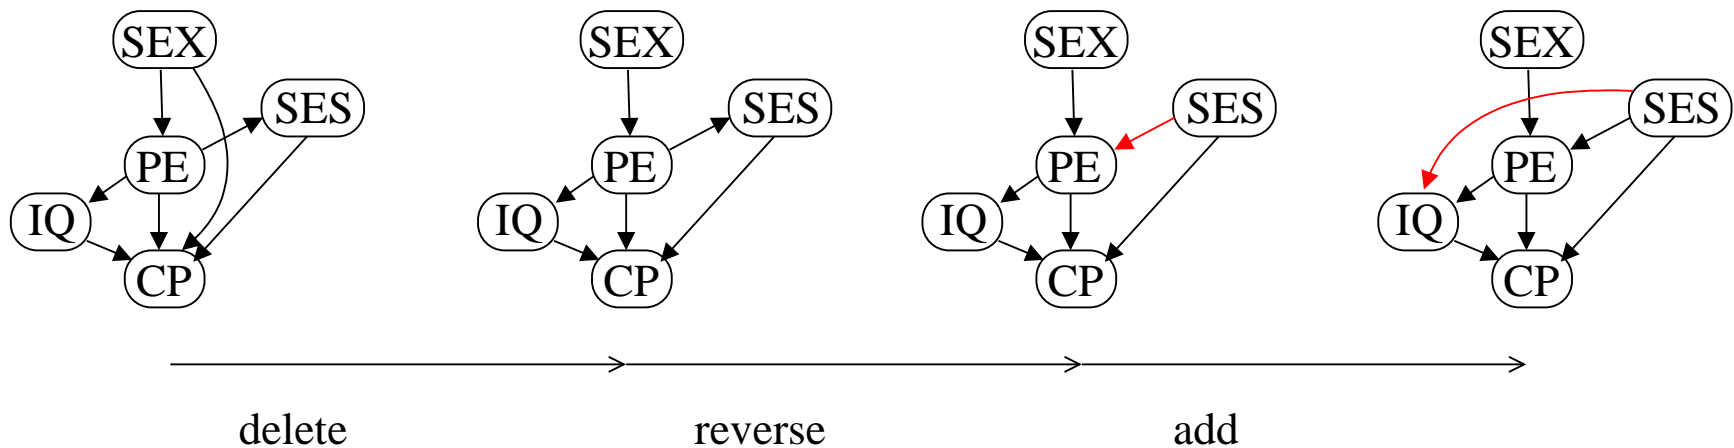 SEX
SES
PE
IQ
CP
SEX
SES
PE
IQ
CP
SEX
SES
PE
IQ
CP
SEX
SES
PE
IQ
CP
delete
reverse
add